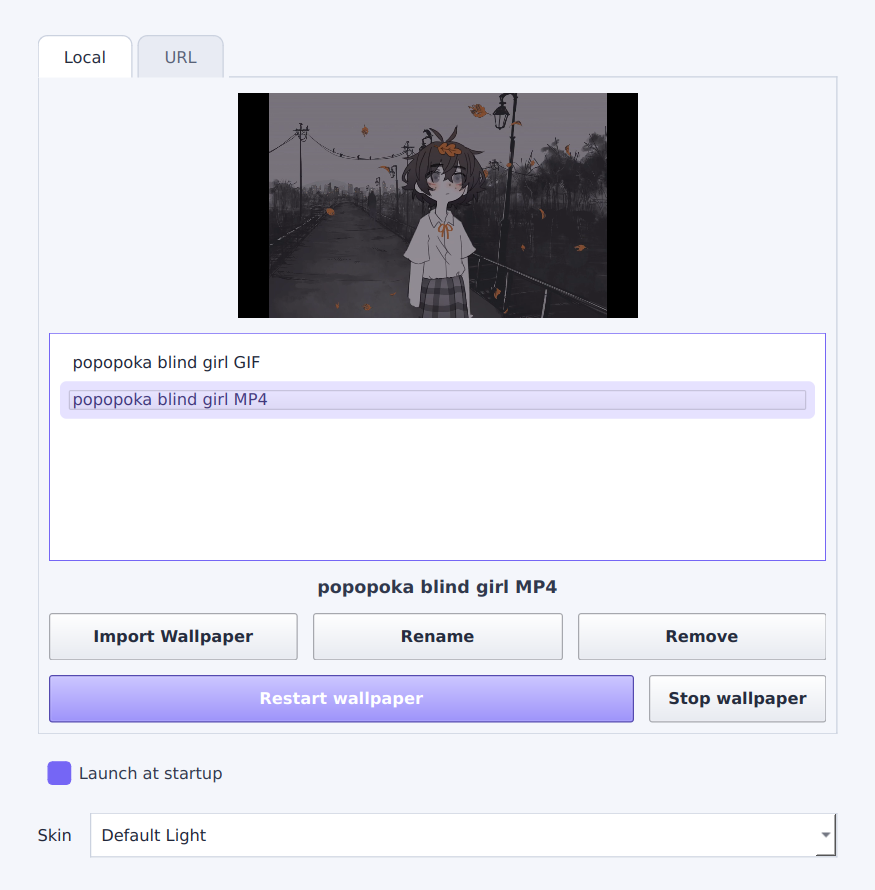 Local
URL
popopoka blind girl GIF
popopoka blind girl MP4
popopoka blind girl MP4
Import Wallpaper
Rename
Remove
Restart wallpaper
Stop wallpaper
Launch at startup
Skin
Default Light